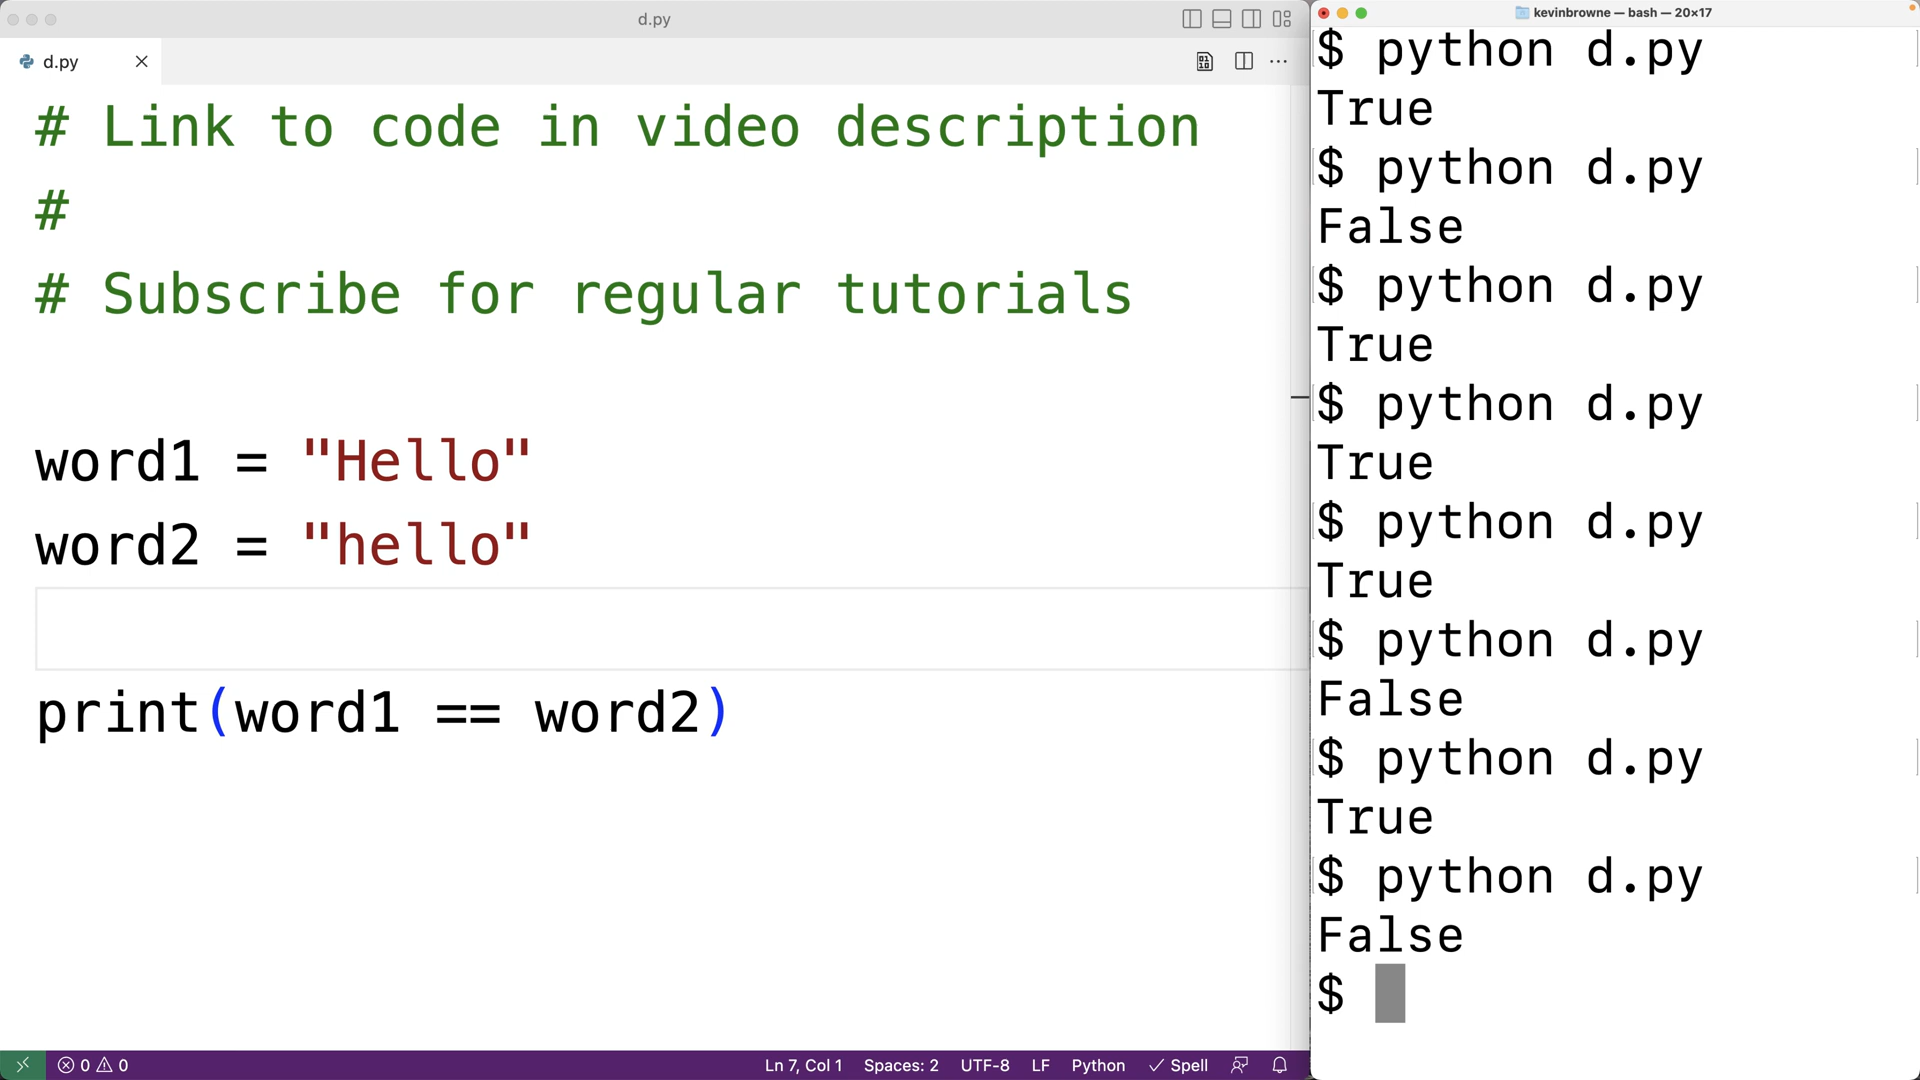 d.py
d.py
# Link to code in video description
#
# Subscribe for regular tutorials
word1 = "Hello"
word2 = "hello"
print(word1 == word2)
0 0
Ln 7, Col 1 Spaces: 2 UTF-8 LF Python Spell
kevinbrowne — bash — 20×17
$ python d.py
True
$ python d.py
False
$ python d.py
True
$ python d.py
True
$ python d.py
True
$ python d.py
False
$ python d.py
True
$ python d.py
False
$